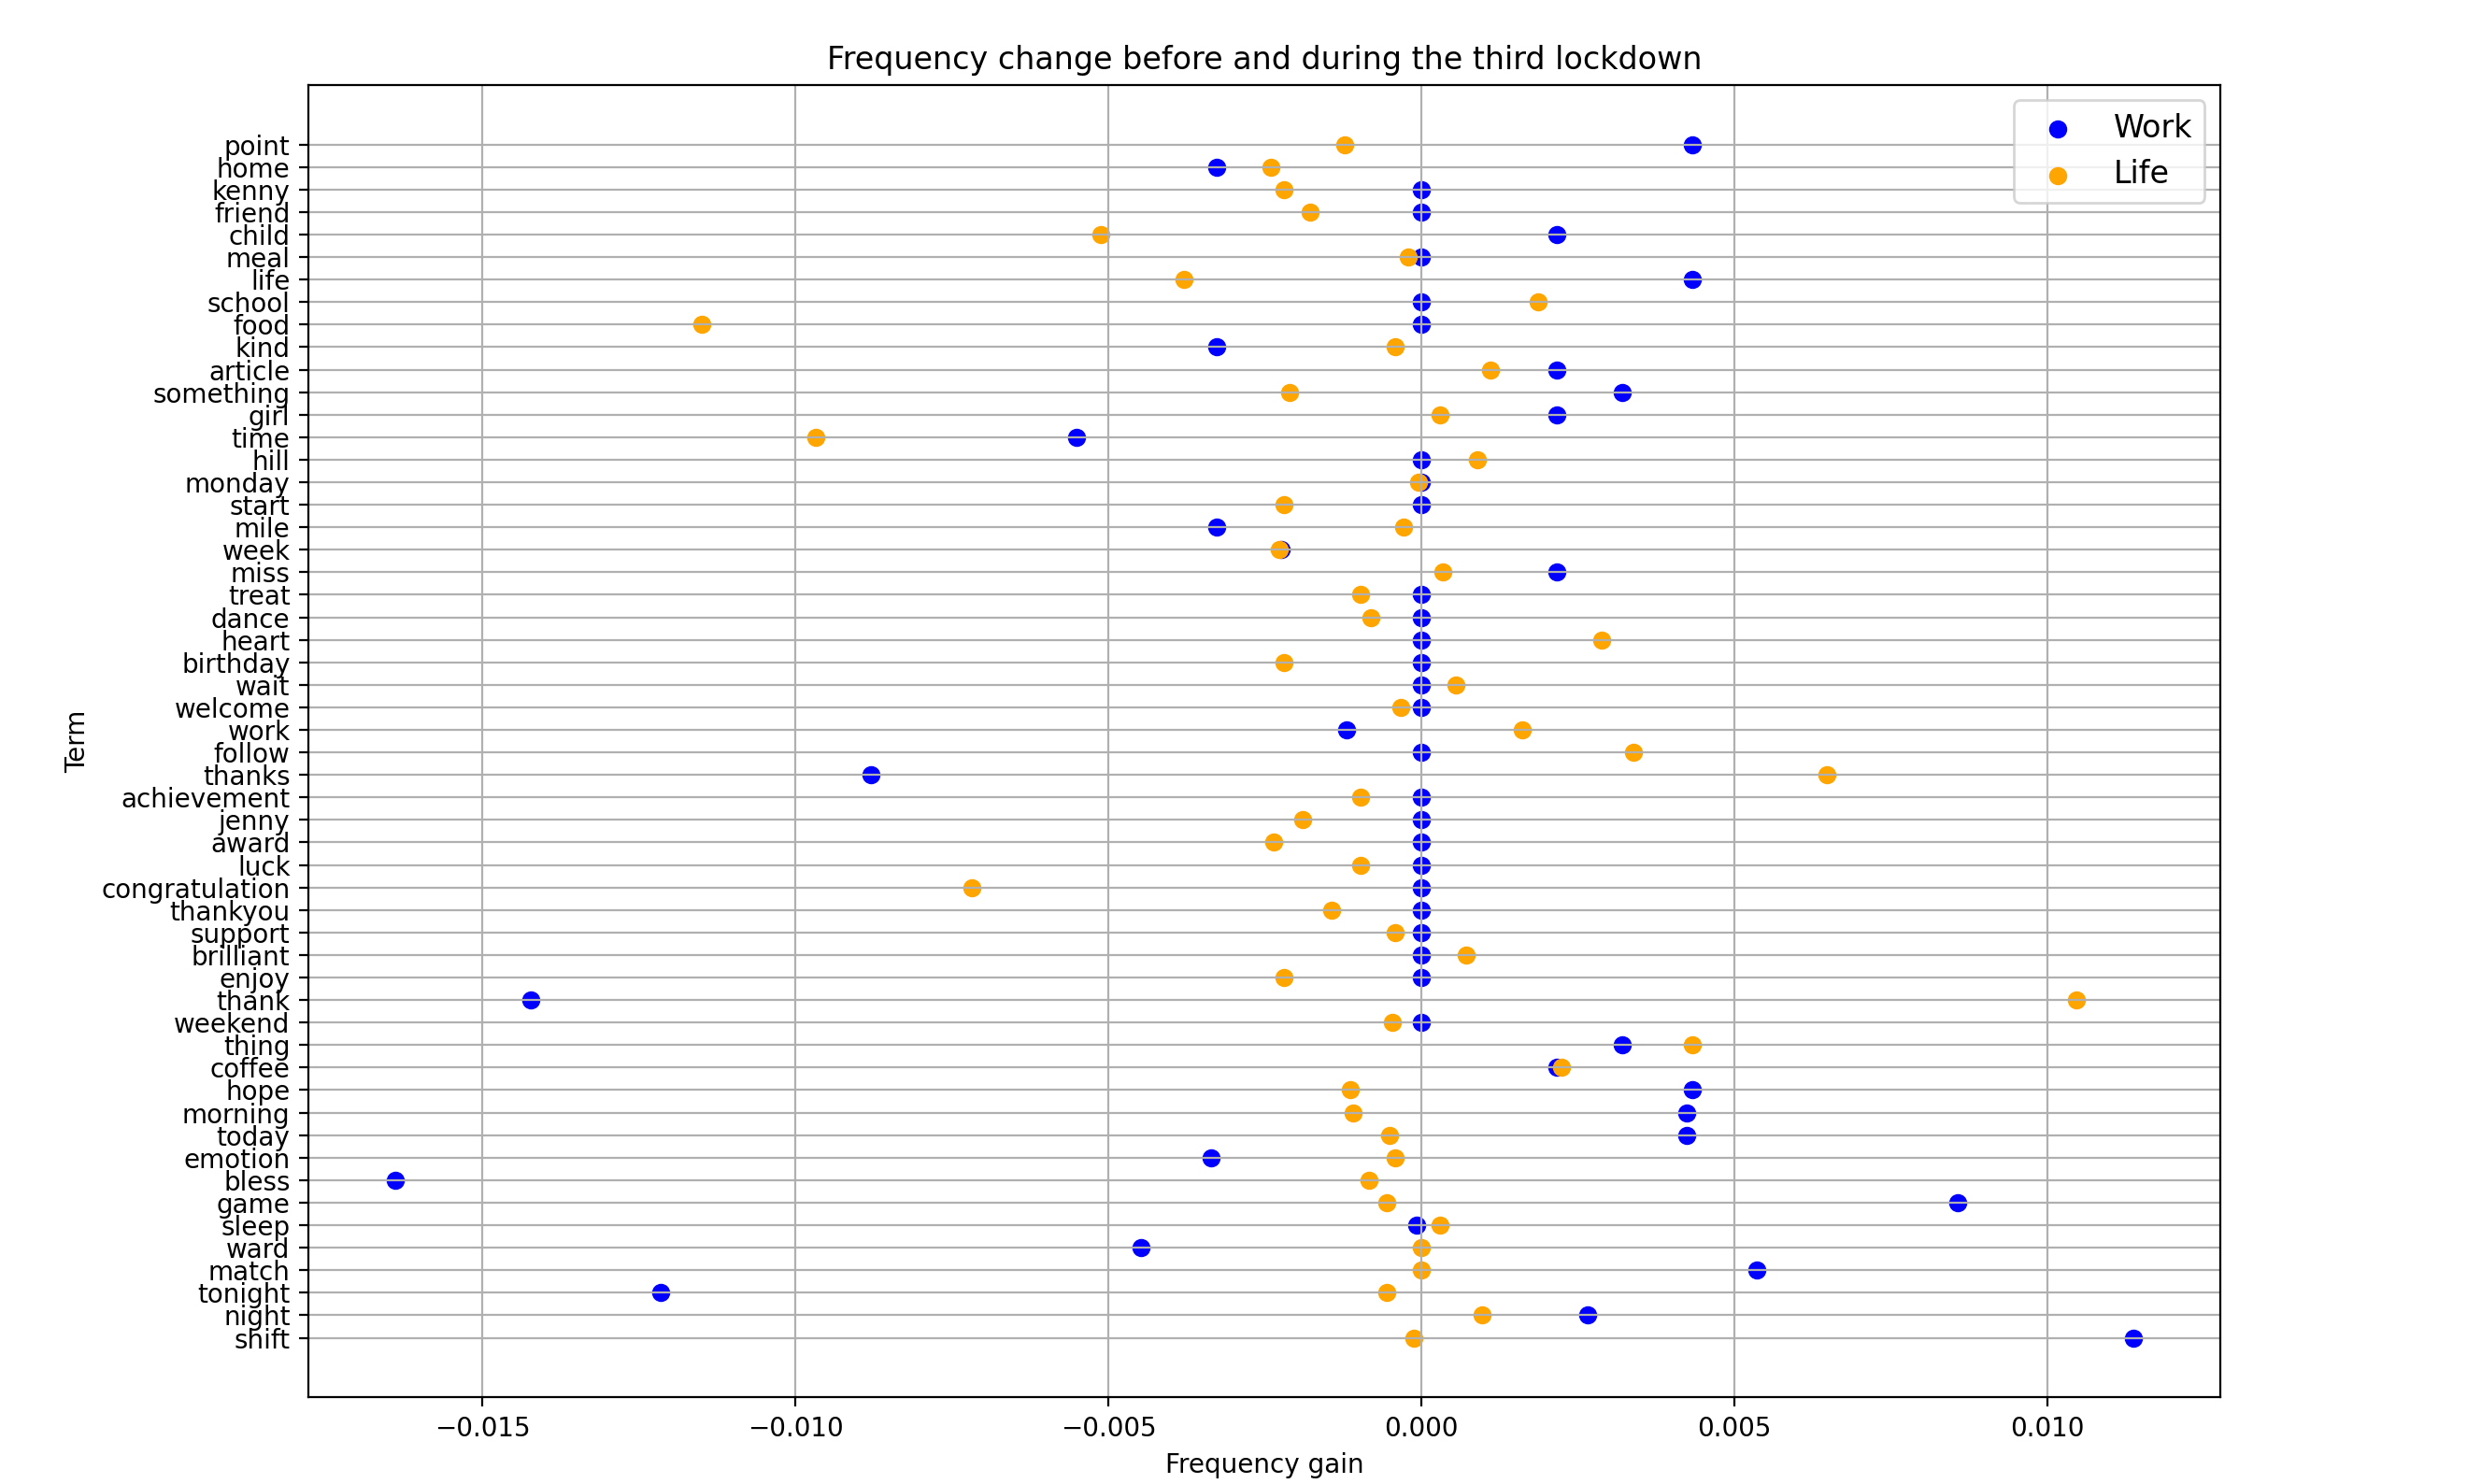 Frequency change before and during the third lockdown
Work
Life
point
home
kenny
friend
child
meal
life
school
food
kind
article
something
girl
time
hill
monday
start
mile
week
miss
treat
dance
heart
birthday
wait
welcome
work
follow
thanks
achievement
jenny
award
luck
congratulation
thankyou
support
brilliant
enjoy
thank
weekend
thing
coffee
hope
morning
today
emotion
bless
game
sleep
ward
match
tonight
night
shift
Term
−0.015 −0.010 −0.005 0.000 0.005 0.010
Frequency gain